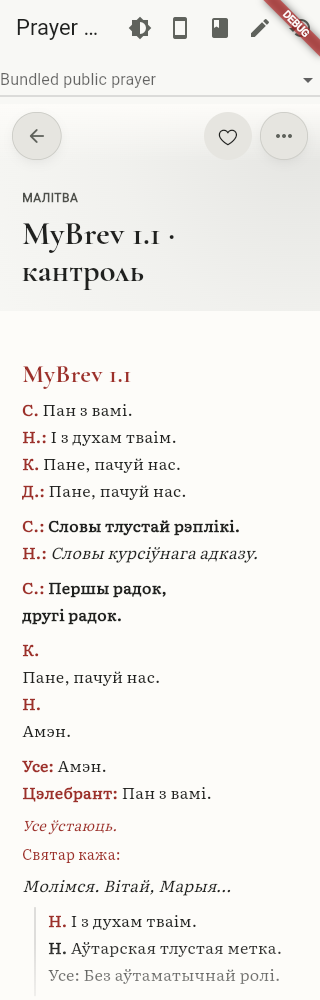 Prayer ...
DEBUG
Bundled public prayer
МАЛІТВА
MyBrev 1.1 ·
кантроль
MyBrev 1.1
С. Пан з вамі.
Н.: І з духам тваім.
К. Пане, пачуй нас.
Д.: Пане, пачуй нас.
С.: Словы тлустай рэплікі.
Н.: Словы курсіўнага адказу.
С.: Першы радок,
другі радок.
К.
Пане, пачуй нас.
Н.
Амэн.
Усе: Амэн.
Цэлебрант: Пан з вамі.
Усе ўстаюць.
Святар кажа:
Молімся. Вітай, Марыя...
Н. І з духам тваім.
Н. Аўтарская тлустая метка.
Усе: Без аўтаматычнай ролі.